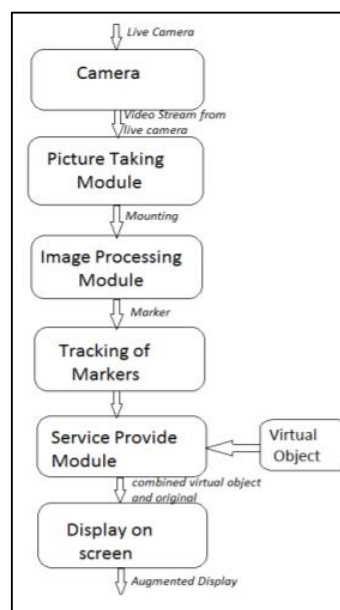 Live Camera
Camera
Video Stream from
live camera
Picture Taking
Module
Mounting
Image Processing
Module
Marker
Tracking of
Markers
Service Provide
Module
Virtual
Object
combined virtual object
and original
Display on
screen
Augmented Display